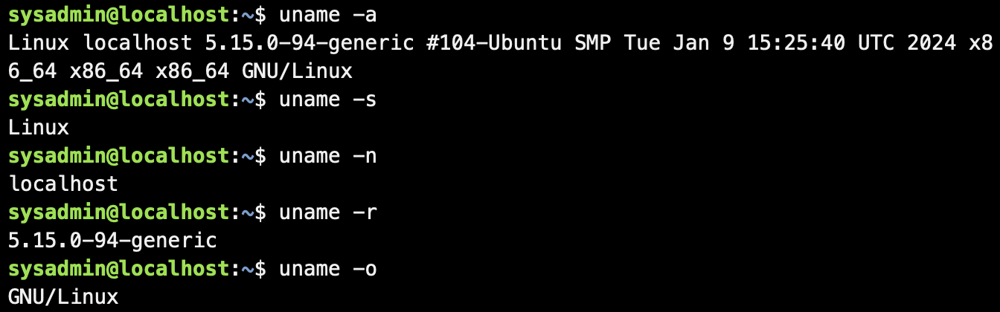 sysadmin@localhost:~$ uname -a
Linux localhost 5.15.0-94-generic #104-Ubuntu SMP Tue Jan 9 15:25:40 UTC 2024 x8
6_64 x86_64 x86_64 GNU/Linux
sysadmin@localhost:~$ uname -s
Linux
sysadmin@localhost:~$ uname -n
localhost
sysadmin@localhost:~$ uname -r
5.15.0-94-generic
sysadmin@localhost:~$ uname -o
GNU/Linux